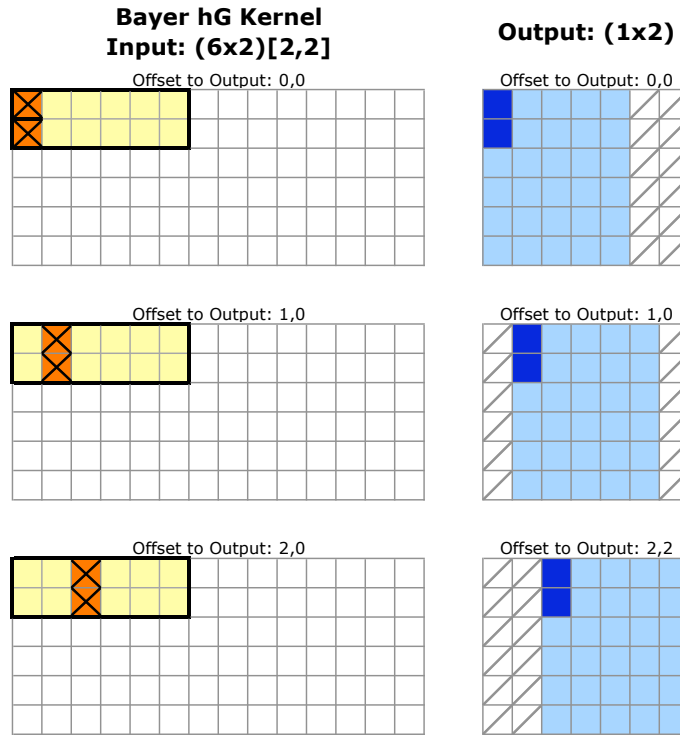 Bayer hG Kernel
Input: (6x2)[2,2]
Output: (1x2)
Offset to Output: 0,0
Offset to Output: 0,0
Offset to Output: 1,0
Offset to Output: 1,0
Offset to Output: 2,0
Offset to Output: 2,2